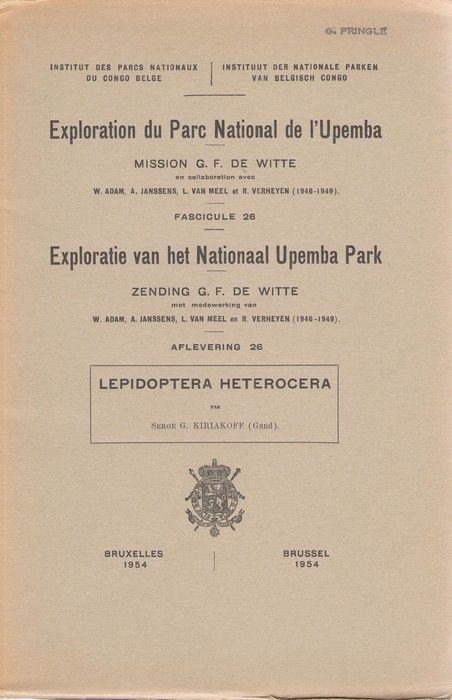 G. PRINGLE
INSTITUT DES PARCS NATIONAUX
DU CONGO BELGE
INSTITUUT DER NATIONALE PARKEN
VAN BELGISCH CONGO
Exploration du Parc National de l'Upemba
MISSION G. F. DE WITTE
en collaboration avec
W. ADAM, A. JANSSENS, L. VAN MEEL et R. VERHEYEN (1946-1949).
FASCICULE 26
Exploratie van het Nationaal Upemba Park
ZENDING G. F. DE WITTE
met medewerking van
W. ADAM, A. JANSSENS, L. VAN MEEL en R. VERHEYEN (1946-1949).
AFLEVERING 26
LEPIDOPTERA HETEROCERA
PAR
SERGE G. KIRIAKOFF (Gand).
BRUXELLES
1954
BRUSSEL
1954